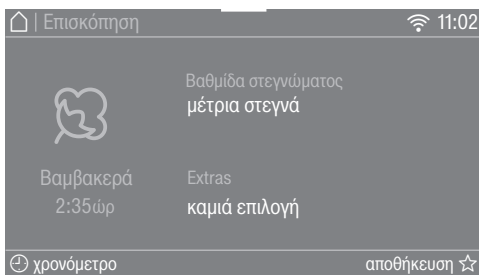 | Επισκόπηση
11:02
Βαθμίδα στεγνώματος
μέτρια στεγνά
Βαμβακερά
2:35ώρ
Extras
καμιά επιλογή
χρονόμετρο
αποθήκευση